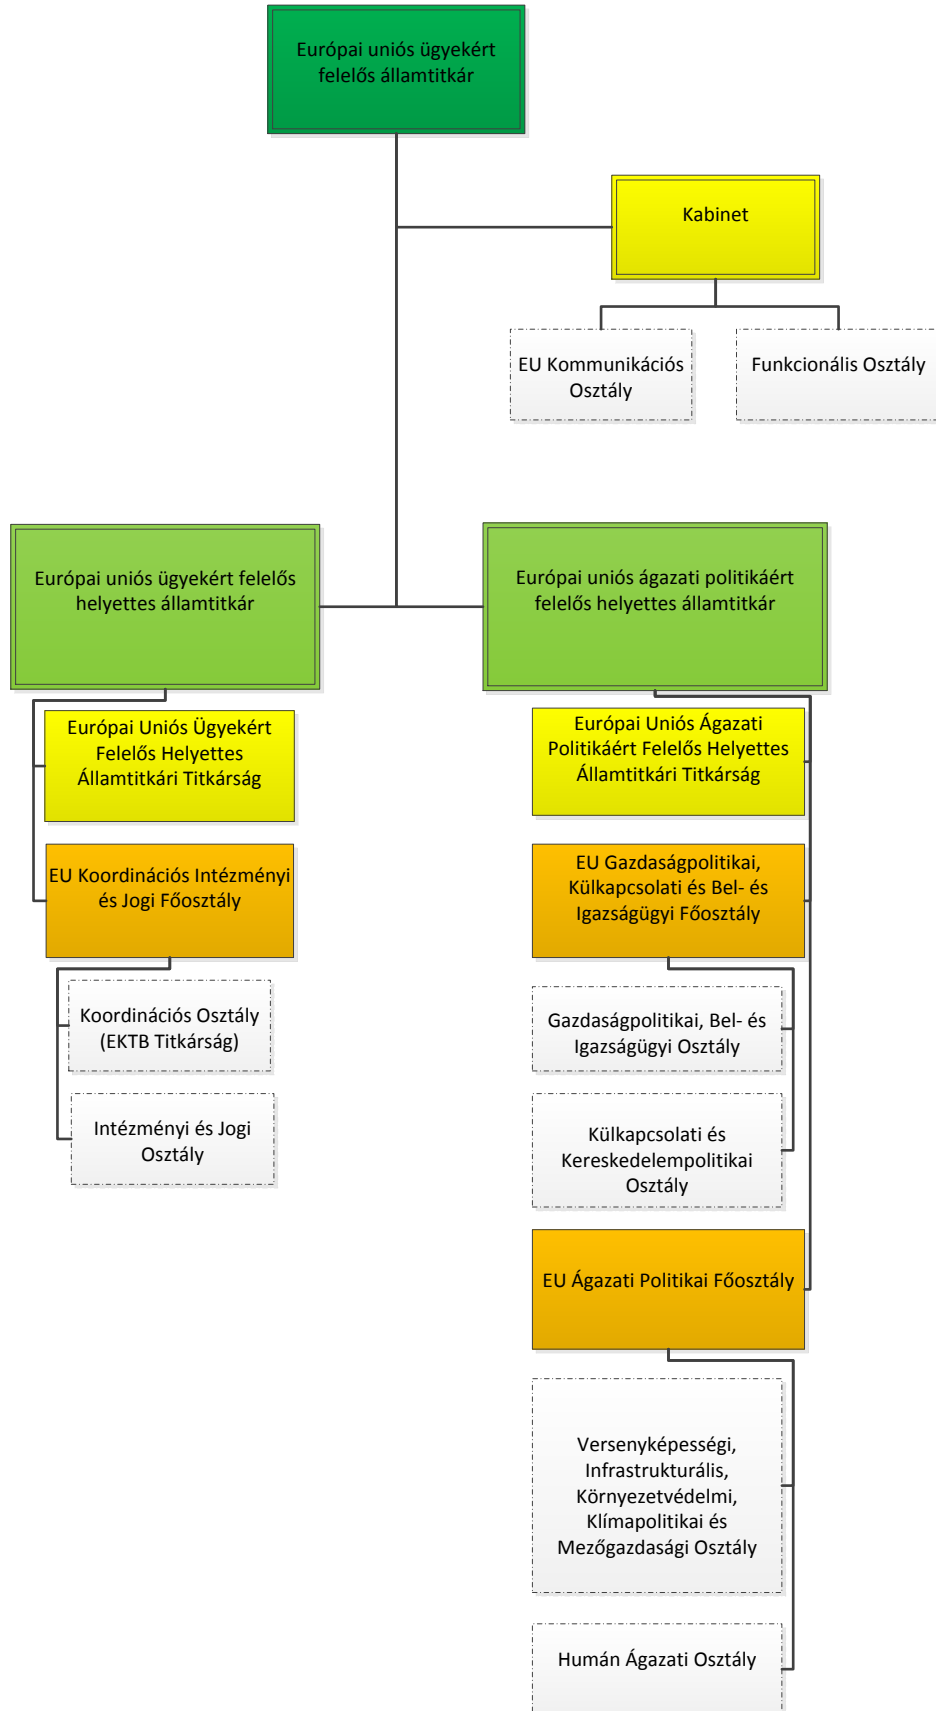 Európai uniós ügyekért
felelős államtitkár
Kabinet
EU Kommunikációs
Osztály
Funkcionális Osztály
Európai uniós ügyekért felelős
helyettes államtitkár
Európai uniós ágazati politikáért
felelős helyettes államtitkár
Európai Uniós Ügyekért
Felelős Helyettes
Államtitkári Titkárság
EU Koordinációs Intézményi
és Jogi Főosztály
Koordinációs Osztály
(EKTB Titkárság)
Intézményi és Jogi
Osztály
Európai Uniós Ágazati
Politikáért Felelős Helyettes
Államtitkári Titkárság
EU Gazdaságpolitikai,
Külkapcsolati és Bel- és
Igazságügyi Főosztály
Gazdaságpolitikai, Bel- és
Igazságügyi Osztály
Külkapcsolati és
Kereskedelempolitikai
Osztály
EU Ágazati Politikai Főosztály
Versenyképességi,
Infrastrukturális,
Környezetvédelmi,
Klímapolitikai és
Mezőgazdasági Osztály
Humán Ágazati Osztály